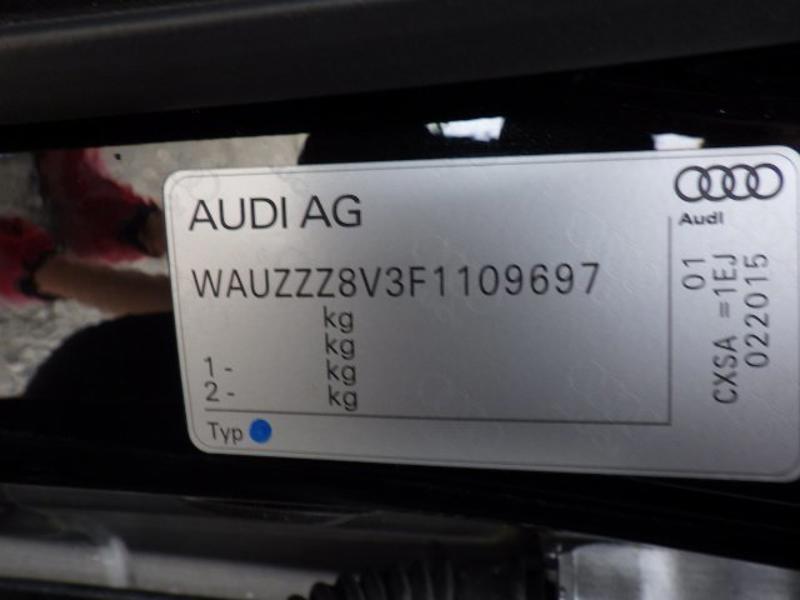 AUDI AG
Audi
WAUZZZ8V3F1109697
kg
kg
1 - kg
2 - kg
Typ
01
CXSA =1EJ
022015